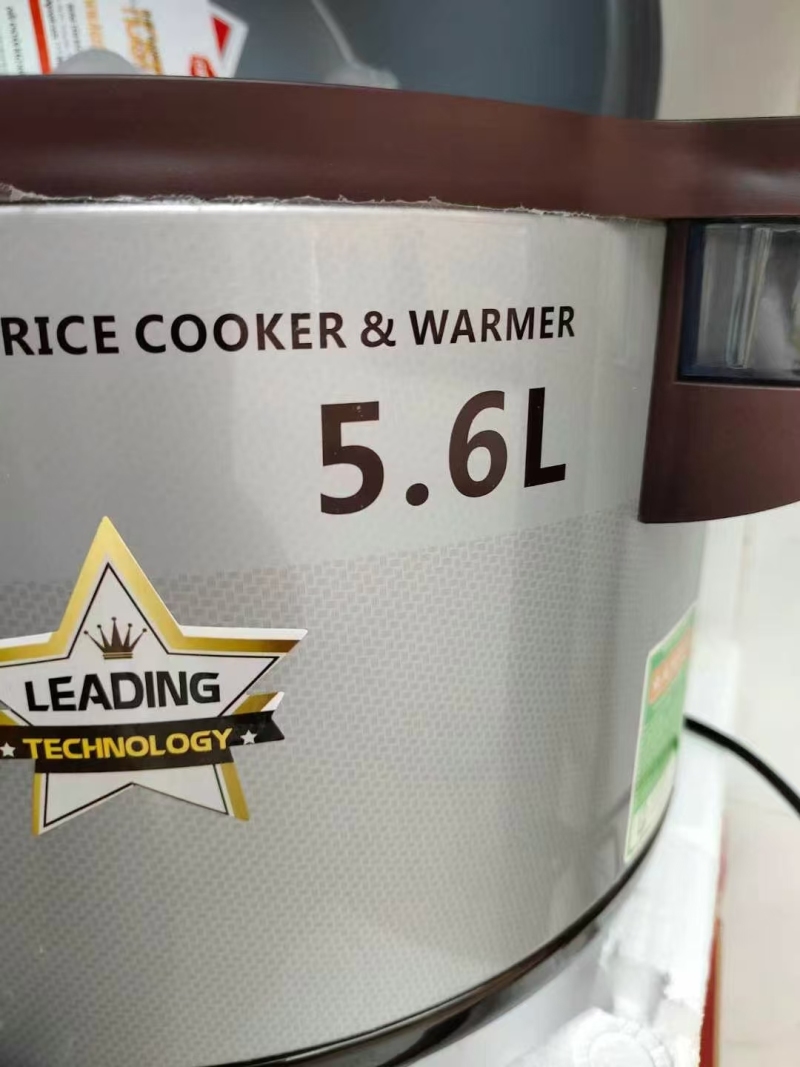 RICE COOKER & WARMER
5.6L
LEADING
TECHNOLOGY